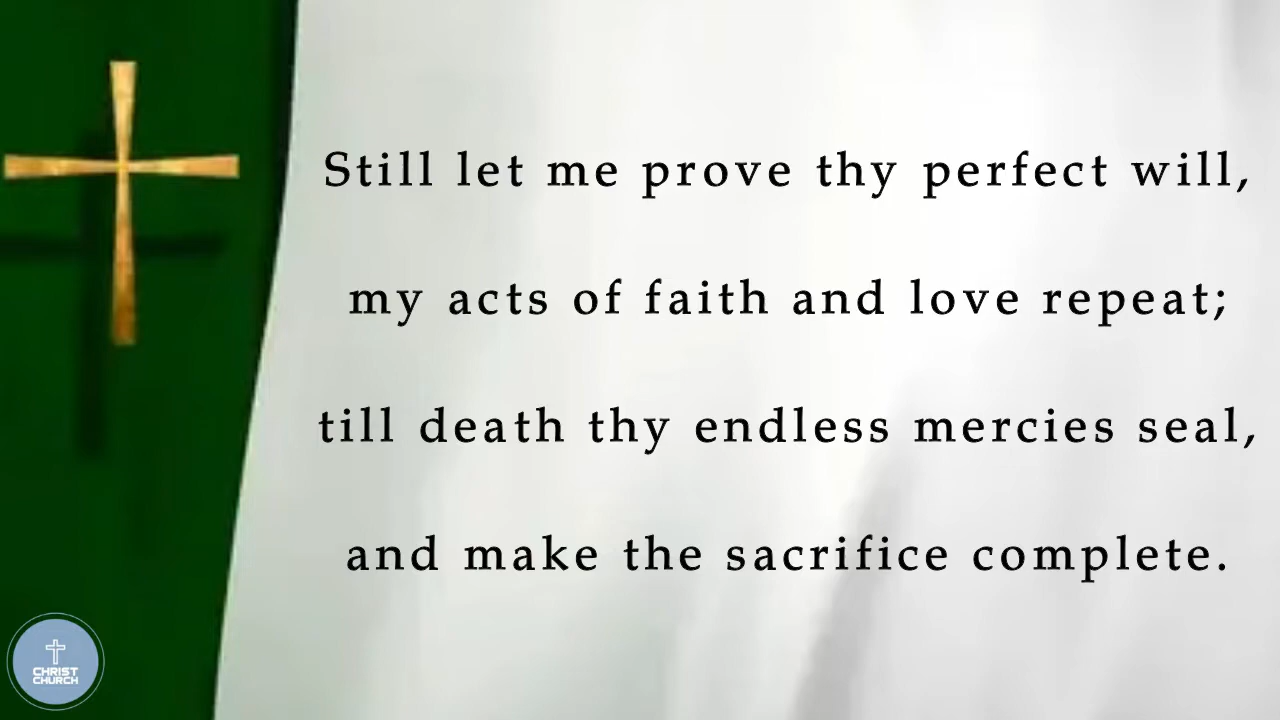 Still let me prove thy perfect will,
my acts of faith and love repeat;
till death thy endless mercies seal,
and make the sacrifice complete.
CHRIST
CHURCH